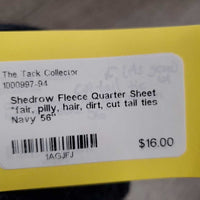 The Tack Collector
1000997-94
Shedrow Fleece Quarter Sheet
*fair, pilly, hair, dirt, cut tail ties
Navy 56"
$16.00
1AGJFJ